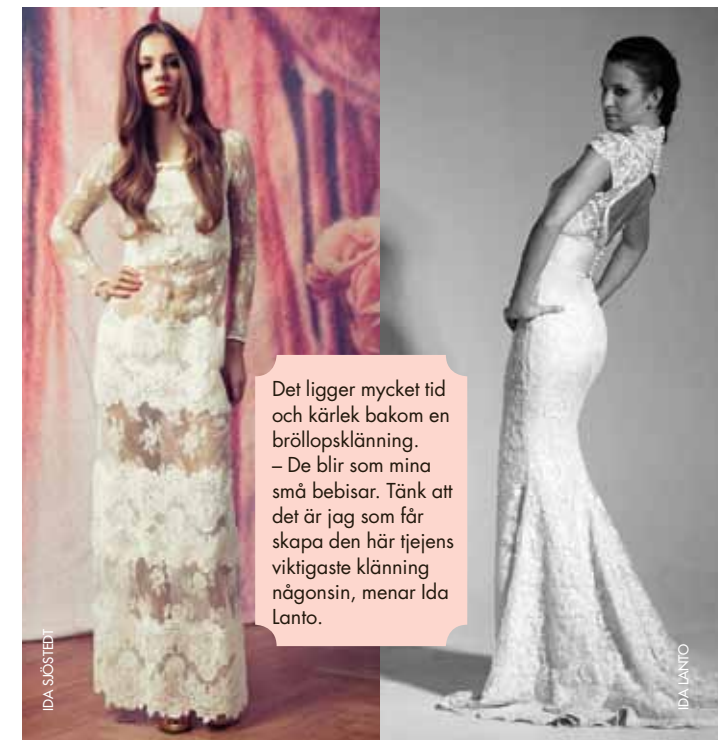 Det ligger mycket tid
och kärlek bakom en
bröllopsklänning.
– De blir som mina
små bebisar. Tänk att
det är jag som får
skapa den här tjejens
viktigaste klänning
någonsin, menar Ida
Lanto.
IDA SJÖSTEDT
IDA LANTO